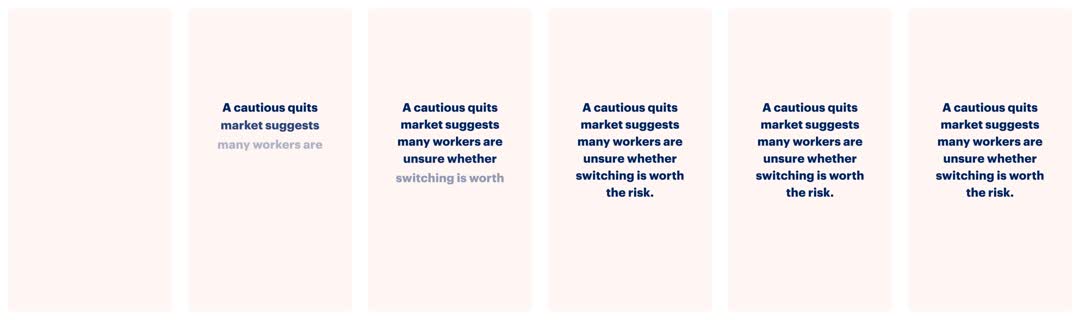 A cautious quits
market suggests
many workers are
A cautious quits
market suggests
many workers are
unsure whether
switching is worth
A cautious quits
market suggests
many workers are
unsure whether
switching is worth
the risk.
A cautious quits
market suggests
many workers are
unsure whether
switching is worth
the risk.
A cautious quits
market suggests
many workers are
unsure whether
switching is worth
the risk.